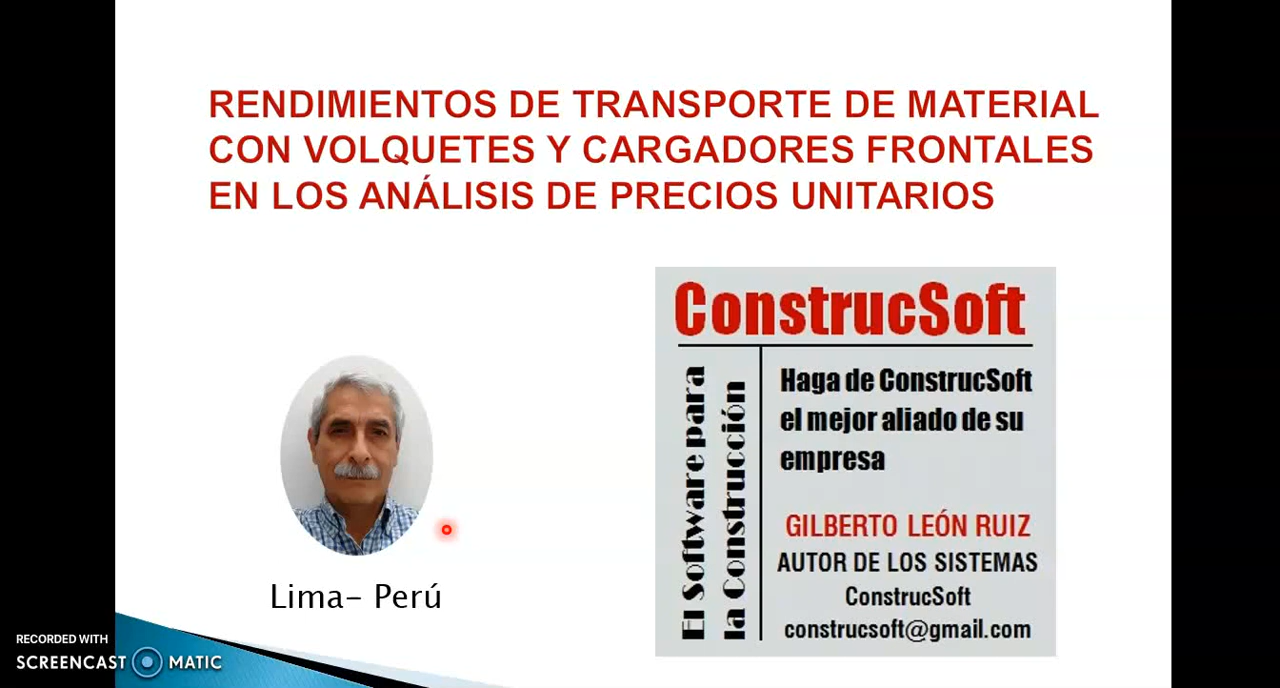 RENDIMIENTOS DE TRANSPORTE DE MATERIAL
CON VOLQUETES Y CARGADORES FRONTALES
EN LOS ANÁLISIS DE PRECIOS UNITARIOS
ConstrucSoft
El Software para
la Construcción
Haga de ConstrucSoft
el mejor aliado de su
empresa
GILBERTO LEÓN RUIZ
AUTOR DE LOS SISTEMAS
ConstrucSoft
construcsoft@gmail.com
Lima- Perú
RECORDED WITH
SCREENCAST MATIC